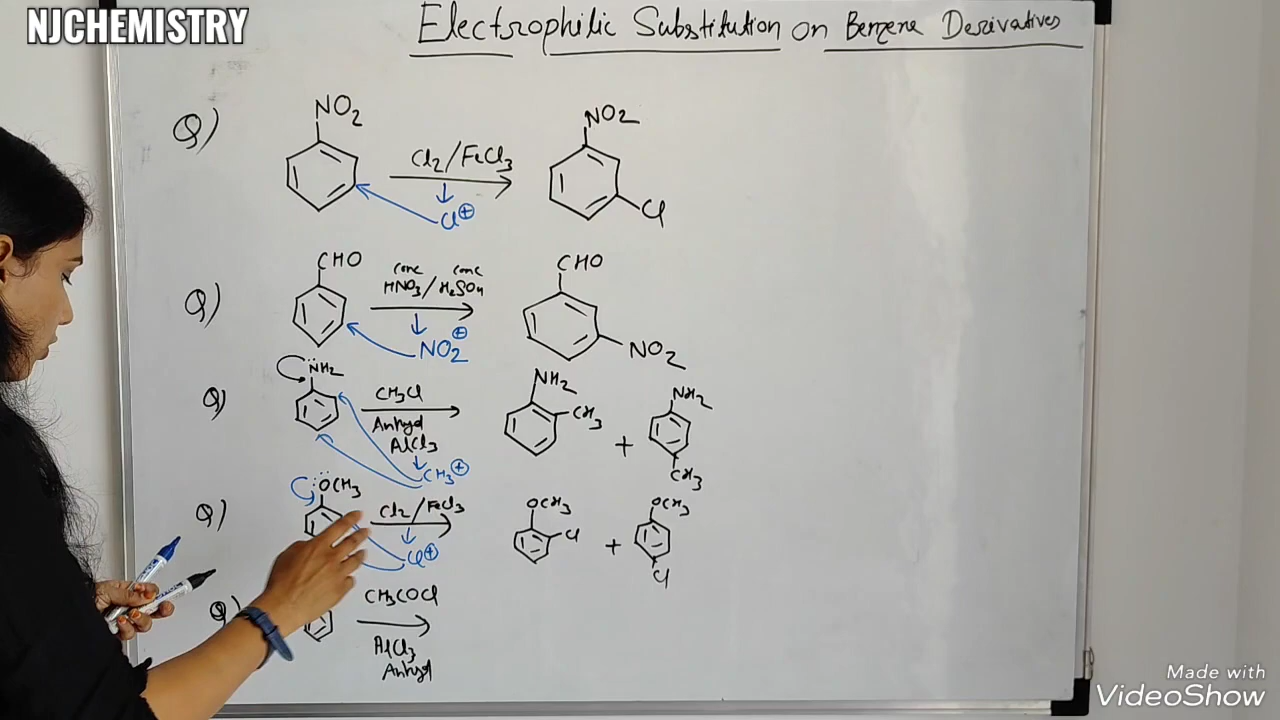 NJCHEMISTRY
Electrophilic Substitution on Benzene Derivatives
Q)
NO2
Cl2/FeCl3
Cl⊕
NO2
Cl
Q)
CHO
conc conc
HNO3/H2SO4
NO2⊕
CHO
NO2
Q)
NH2
CH3Cl
Anhyd
AlCl3
CH3⊕
NH2
CH3
+
NH2
CH3
Q)
OCH3
Cl2/FeCl3
Cl⊕
OCH3
Cl
+
OCH3
Cl
Q)
CH3COCl
AlCl3
Anhyd
Made with
VideoShow